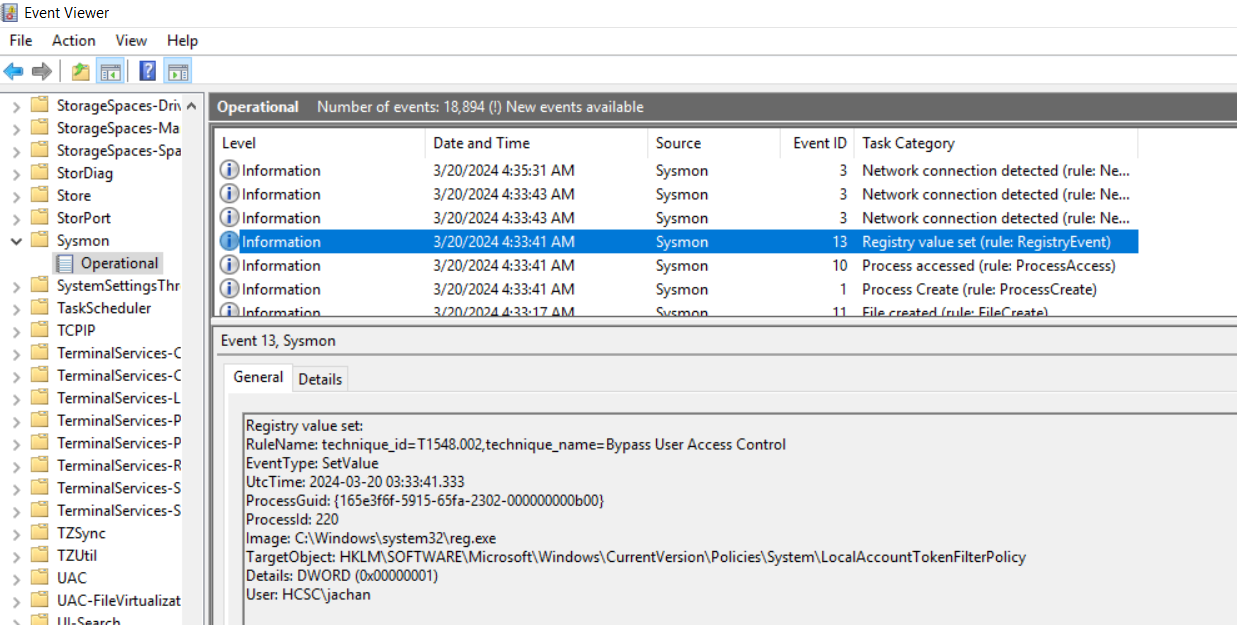 Event Viewer
File Action View Help
StorageSpaces-Driv
StorageSpaces-Ma
StorageSpaces-Spa
StorDiag
Store
StorPort
Sysmon
Operational
SystemSettingsThr
TaskScheduler
TCPIP
TerminalServices-C
TerminalServices-C
TerminalServices-L
TerminalServices-P
TerminalServices-P
TerminalServices-R
TerminalServices-S
TerminalServices-S
TZSync
TZUtil
UAC
UAC-FileVirtualizat
UI-Search
Operational Number of events: 18,894 (!) New events available
Level Date and Time Source Event ID Task Category
Information 3/20/2024 4:35:31 AM Sysmon 3 Network connection detected (rule: Ne...
Information 3/20/2024 4:33:43 AM Sysmon 3 Network connection detected (rule: Ne...
Information 3/20/2024 4:33:43 AM Sysmon 3 Network connection detected (rule: Ne...
Information 3/20/2024 4:33:41 AM Sysmon 13 Registry value set (rule: RegistryEvent)
Information 3/20/2024 4:33:41 AM Sysmon 10 Process accessed (rule: ProcessAccess)
Information 3/20/2024 4:33:41 AM Sysmon 1 Process Create (rule: ProcessCreate)
Information 3/20/2024 4:33:17 AM Sysmon 11 File created (rule: FileCreate)
Event 13, Sysmon
General Details
Registry value set:
RuleName: technique_id=T1548.002,technique_name=Bypass User Access Control
EventType: SetValue
UtcTime: 2024-03-20 03:33:41.333
ProcessGuid: {165e3f6f-5915-65fa-2302-000000000b00}
ProcessId: 220
Image: C:\Windows\system32\reg.exe
TargetObject: HKLM\SOFTWARE\Microsoft\Windows\CurrentVersion\Policies\System\LocalAccountTokenFilterPolicy
Details: DWORD (0x00000001)
User: HCSC\jachan